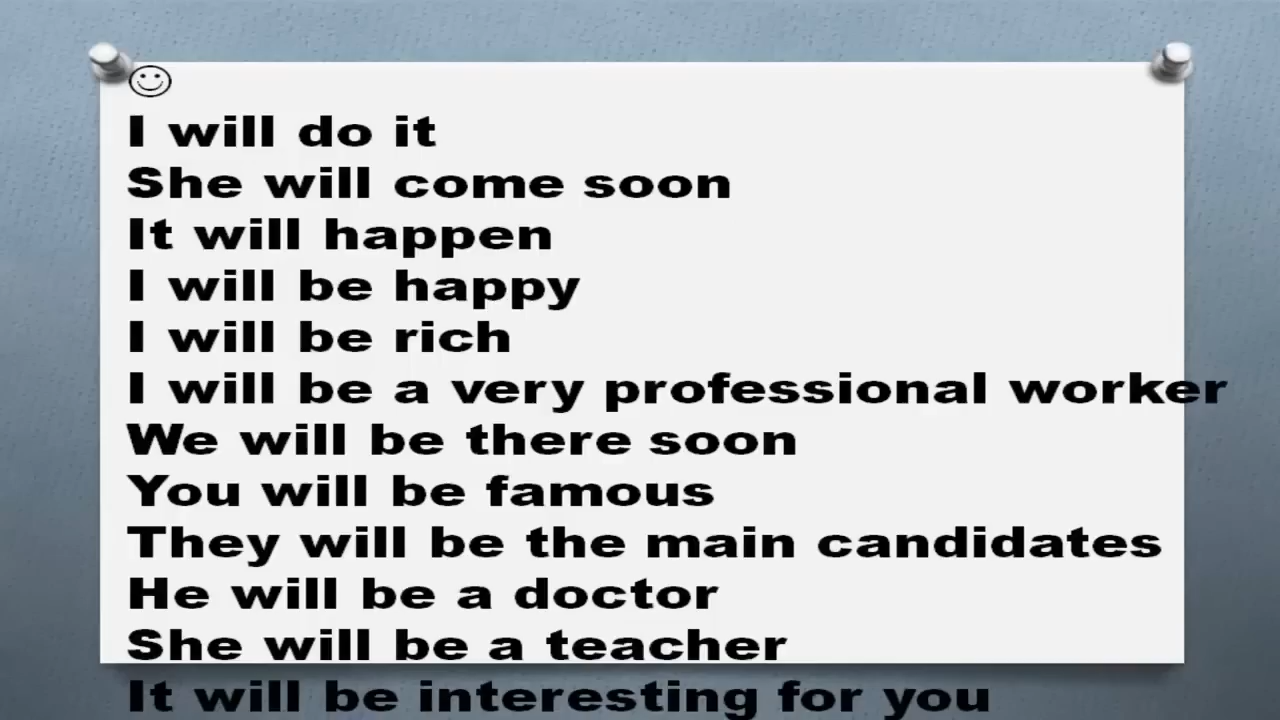 I will do it
She will come soon
It will happen
I will be happy
I will be rich
I will be a very professional worker
We will be there soon
You will be famous
They will be the main candidates
He will be a doctor
She will be a teacher
It will be interesting for you